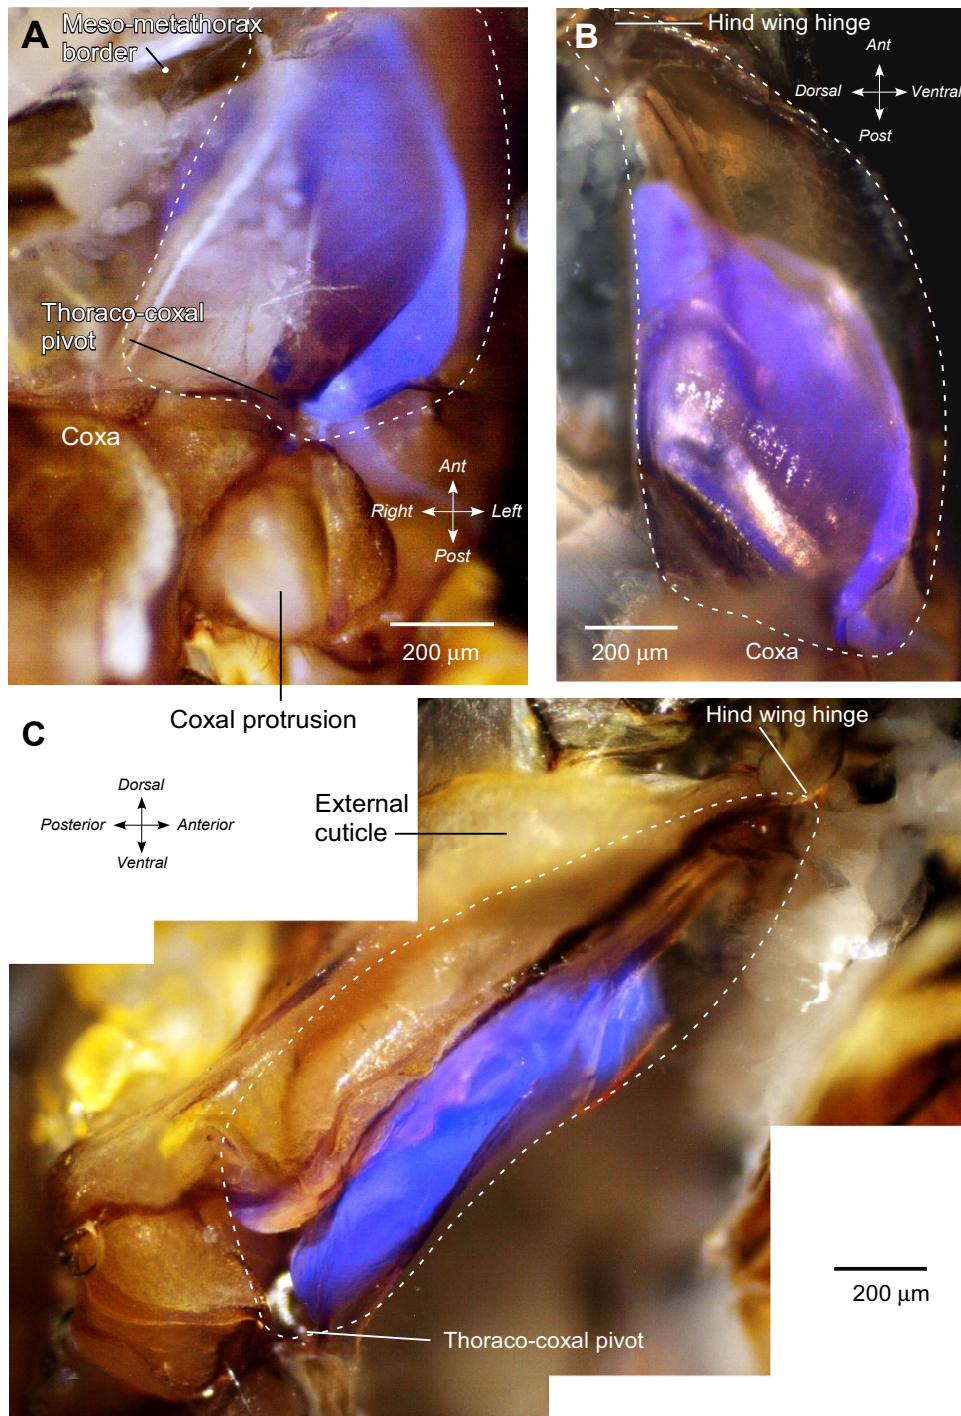 A
Meso-metathorax
border
Thoraco-coxal
pivot
Coxa
Ant
Right
Left
Post
200 µm
Coxal protrusion
B
Hind wing hinge
Ant
Dorsal
Ventral
Post
200 µm
Coxa
C
Dorsal
Posterior
Anterior
Ventral
External
cuticle
Hind wing hinge
Thoraco-coxal pivot
200 µm